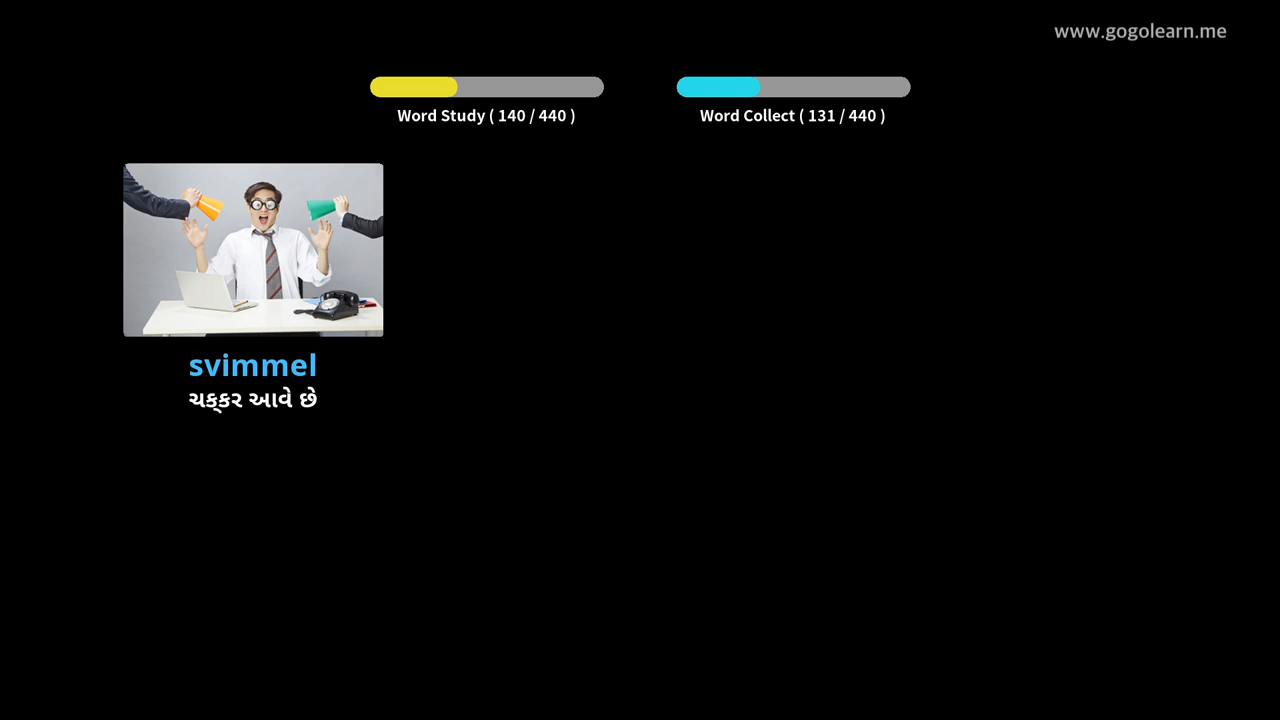 www.gogolearn.me
Word Study ( 140 / 440 )
Word Collect ( 131 / 440 )
svimmel
ચક્કર આવે છે